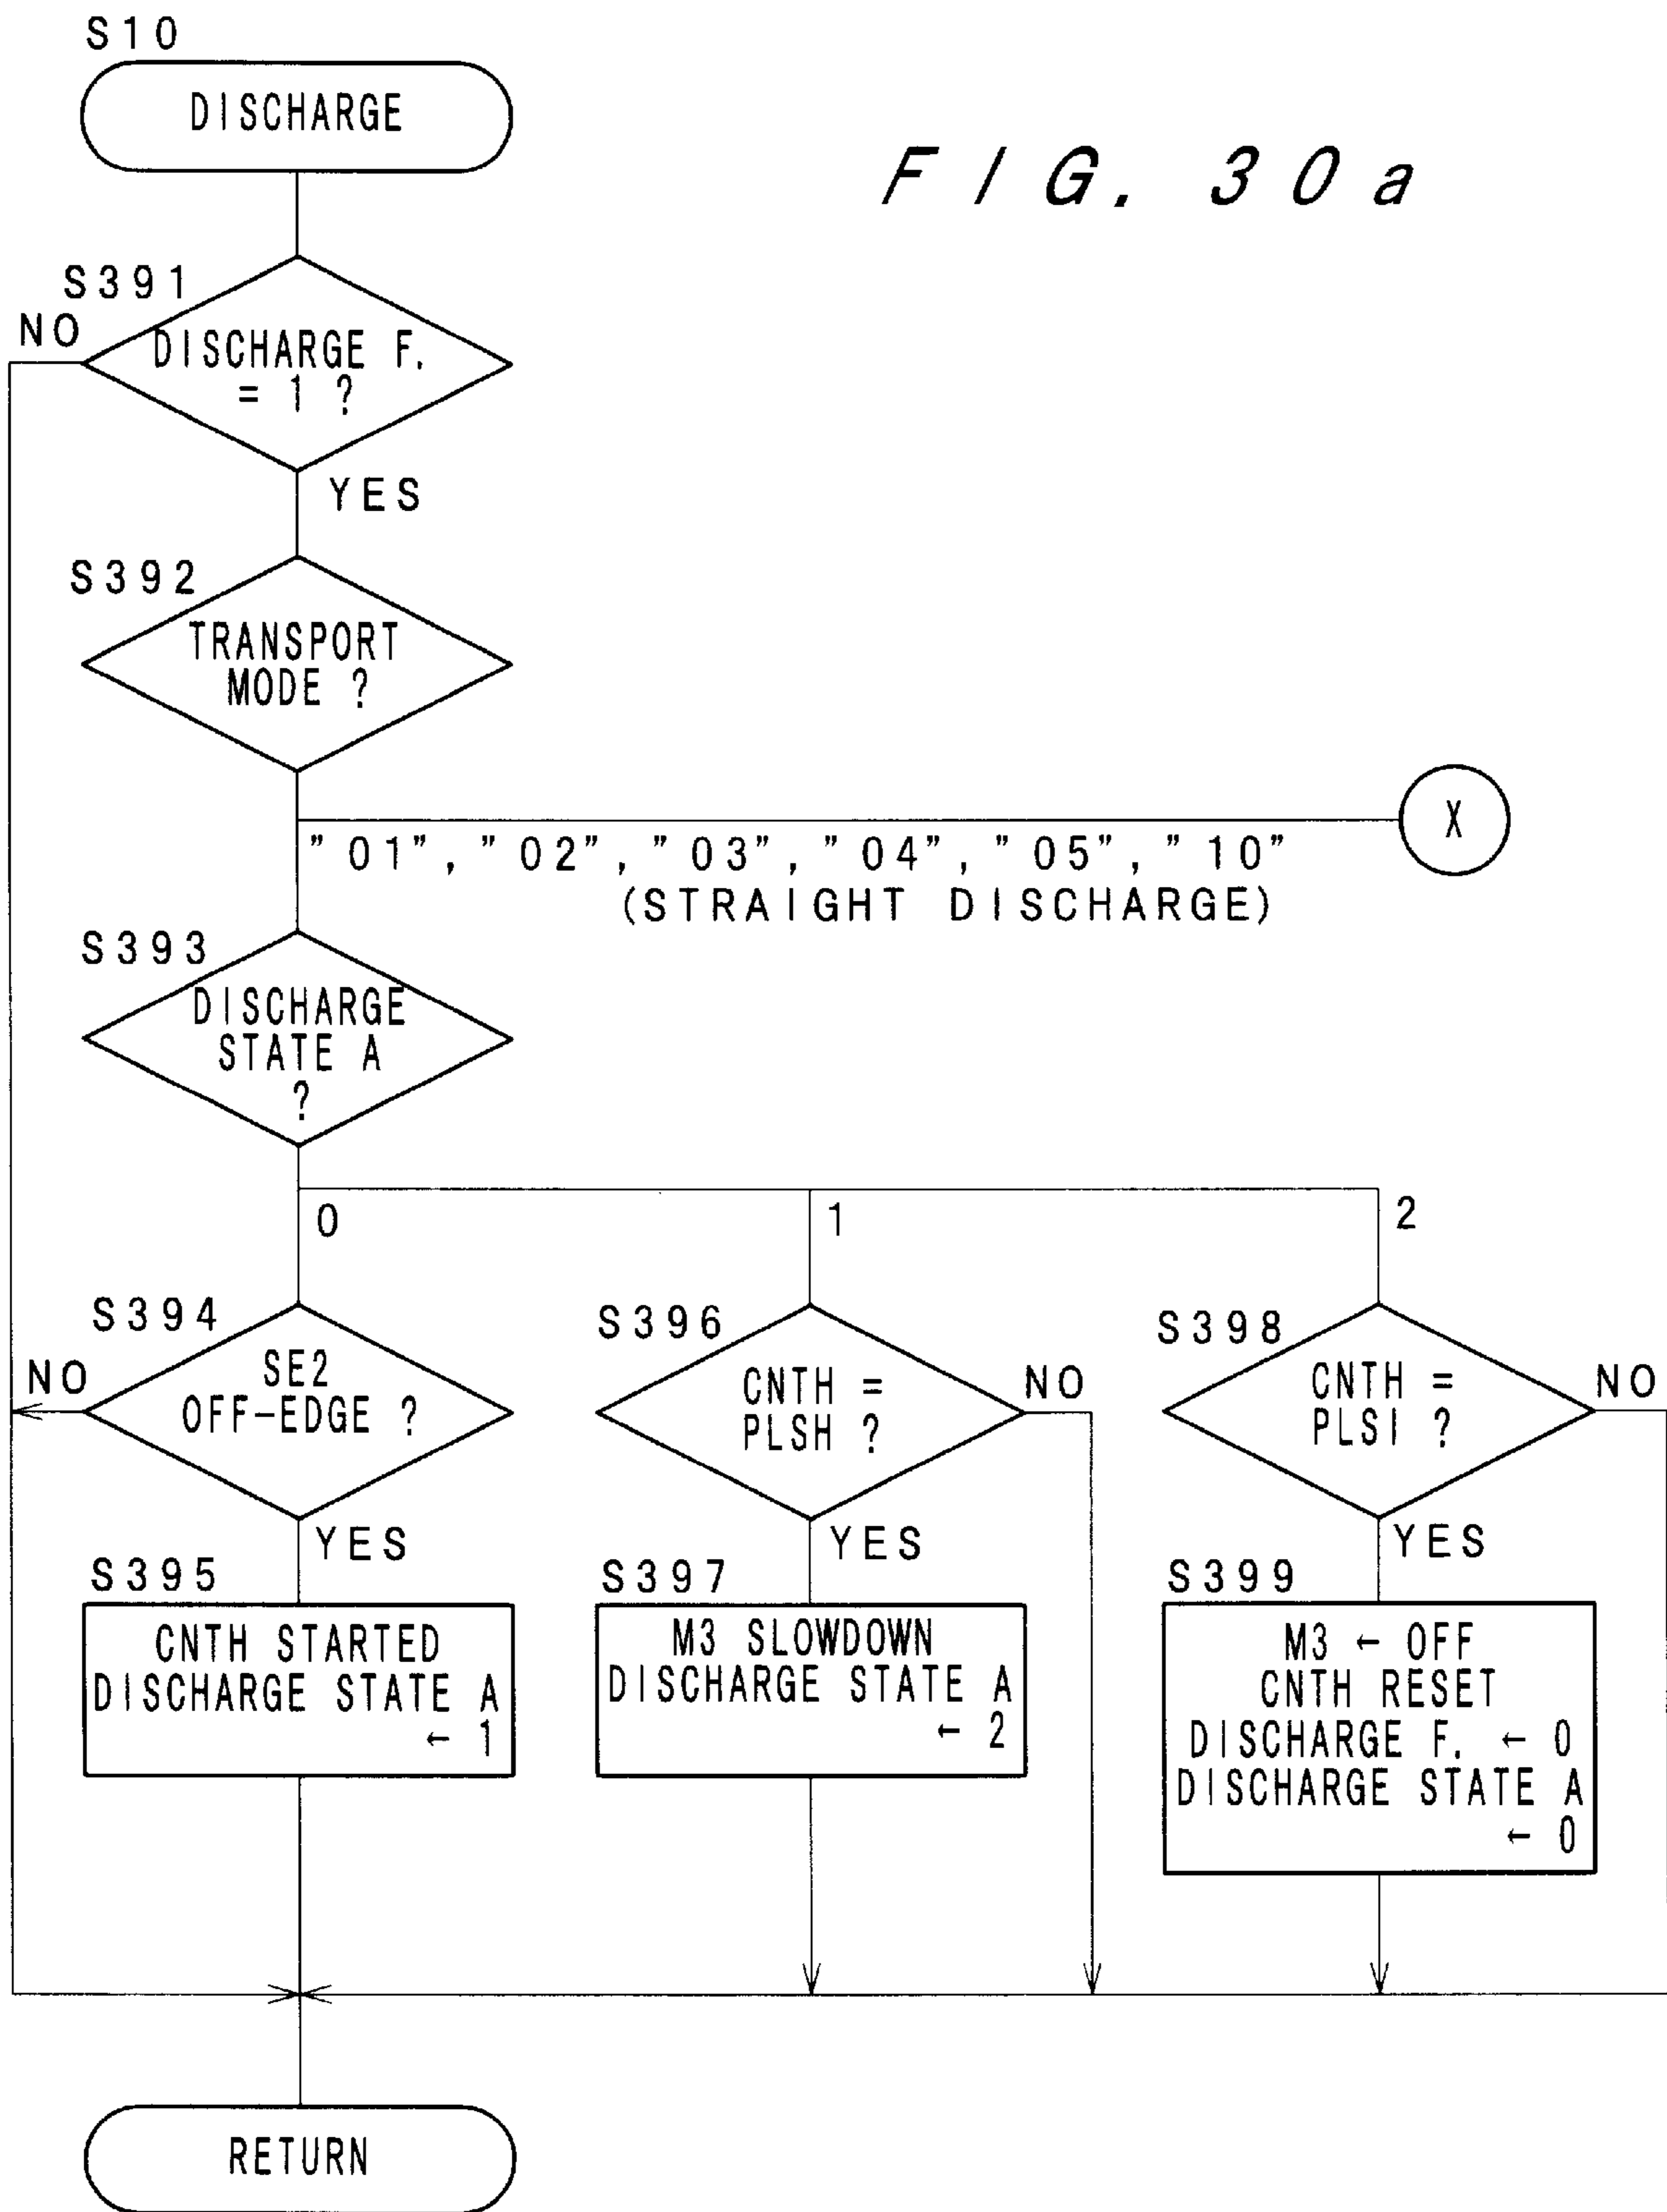 S10
DISCHARGE
FIG. 30a
S391
NO
DISCHARGE F.
= 1 ?
YES
S392
TRANSPORT
MODE ?
X
"01", "02", "03", "04", "05", "10"
(STRAIGHT DISCHARGE)
S393
DISCHARGE
STATE A
?
0
1
2
S394
NO
SE2
OFF-EDGE ?
YES
S396
CNTH =
PLSH ?
NO
YES
S398
CNTH =
PLSI ?
NO
YES
S395
CNTH STARTED
DISCHARGE STATE A
← 1
S397
M3 SLOWDOWN
DISCHARGE STATE A
← 2
S399
M3 ← OFF
CNTH RESET
DISCHARGE F. ← 0
DISCHARGE STATE A
← 0
RETURN